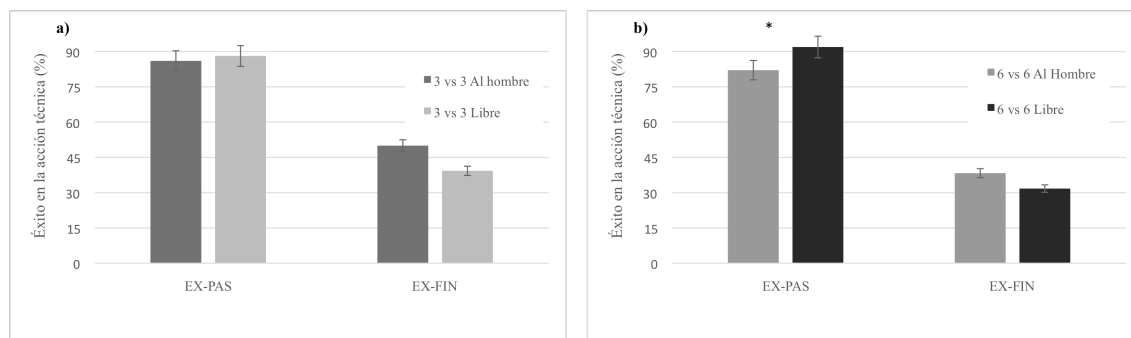 a)
Éxito en la acción técnica (%)
90
75
60
45
30
15
0
3 vs 3 Al hombre
3 vs 3 Libre
EX-PAS
EX-FIN
b)
*
Éxito en la acción técnica (%)
90
75
60
45
30
15
0
6 vs 6 Al Hombre
6 vs 6 Libre
EX-PAS
EX-FIN